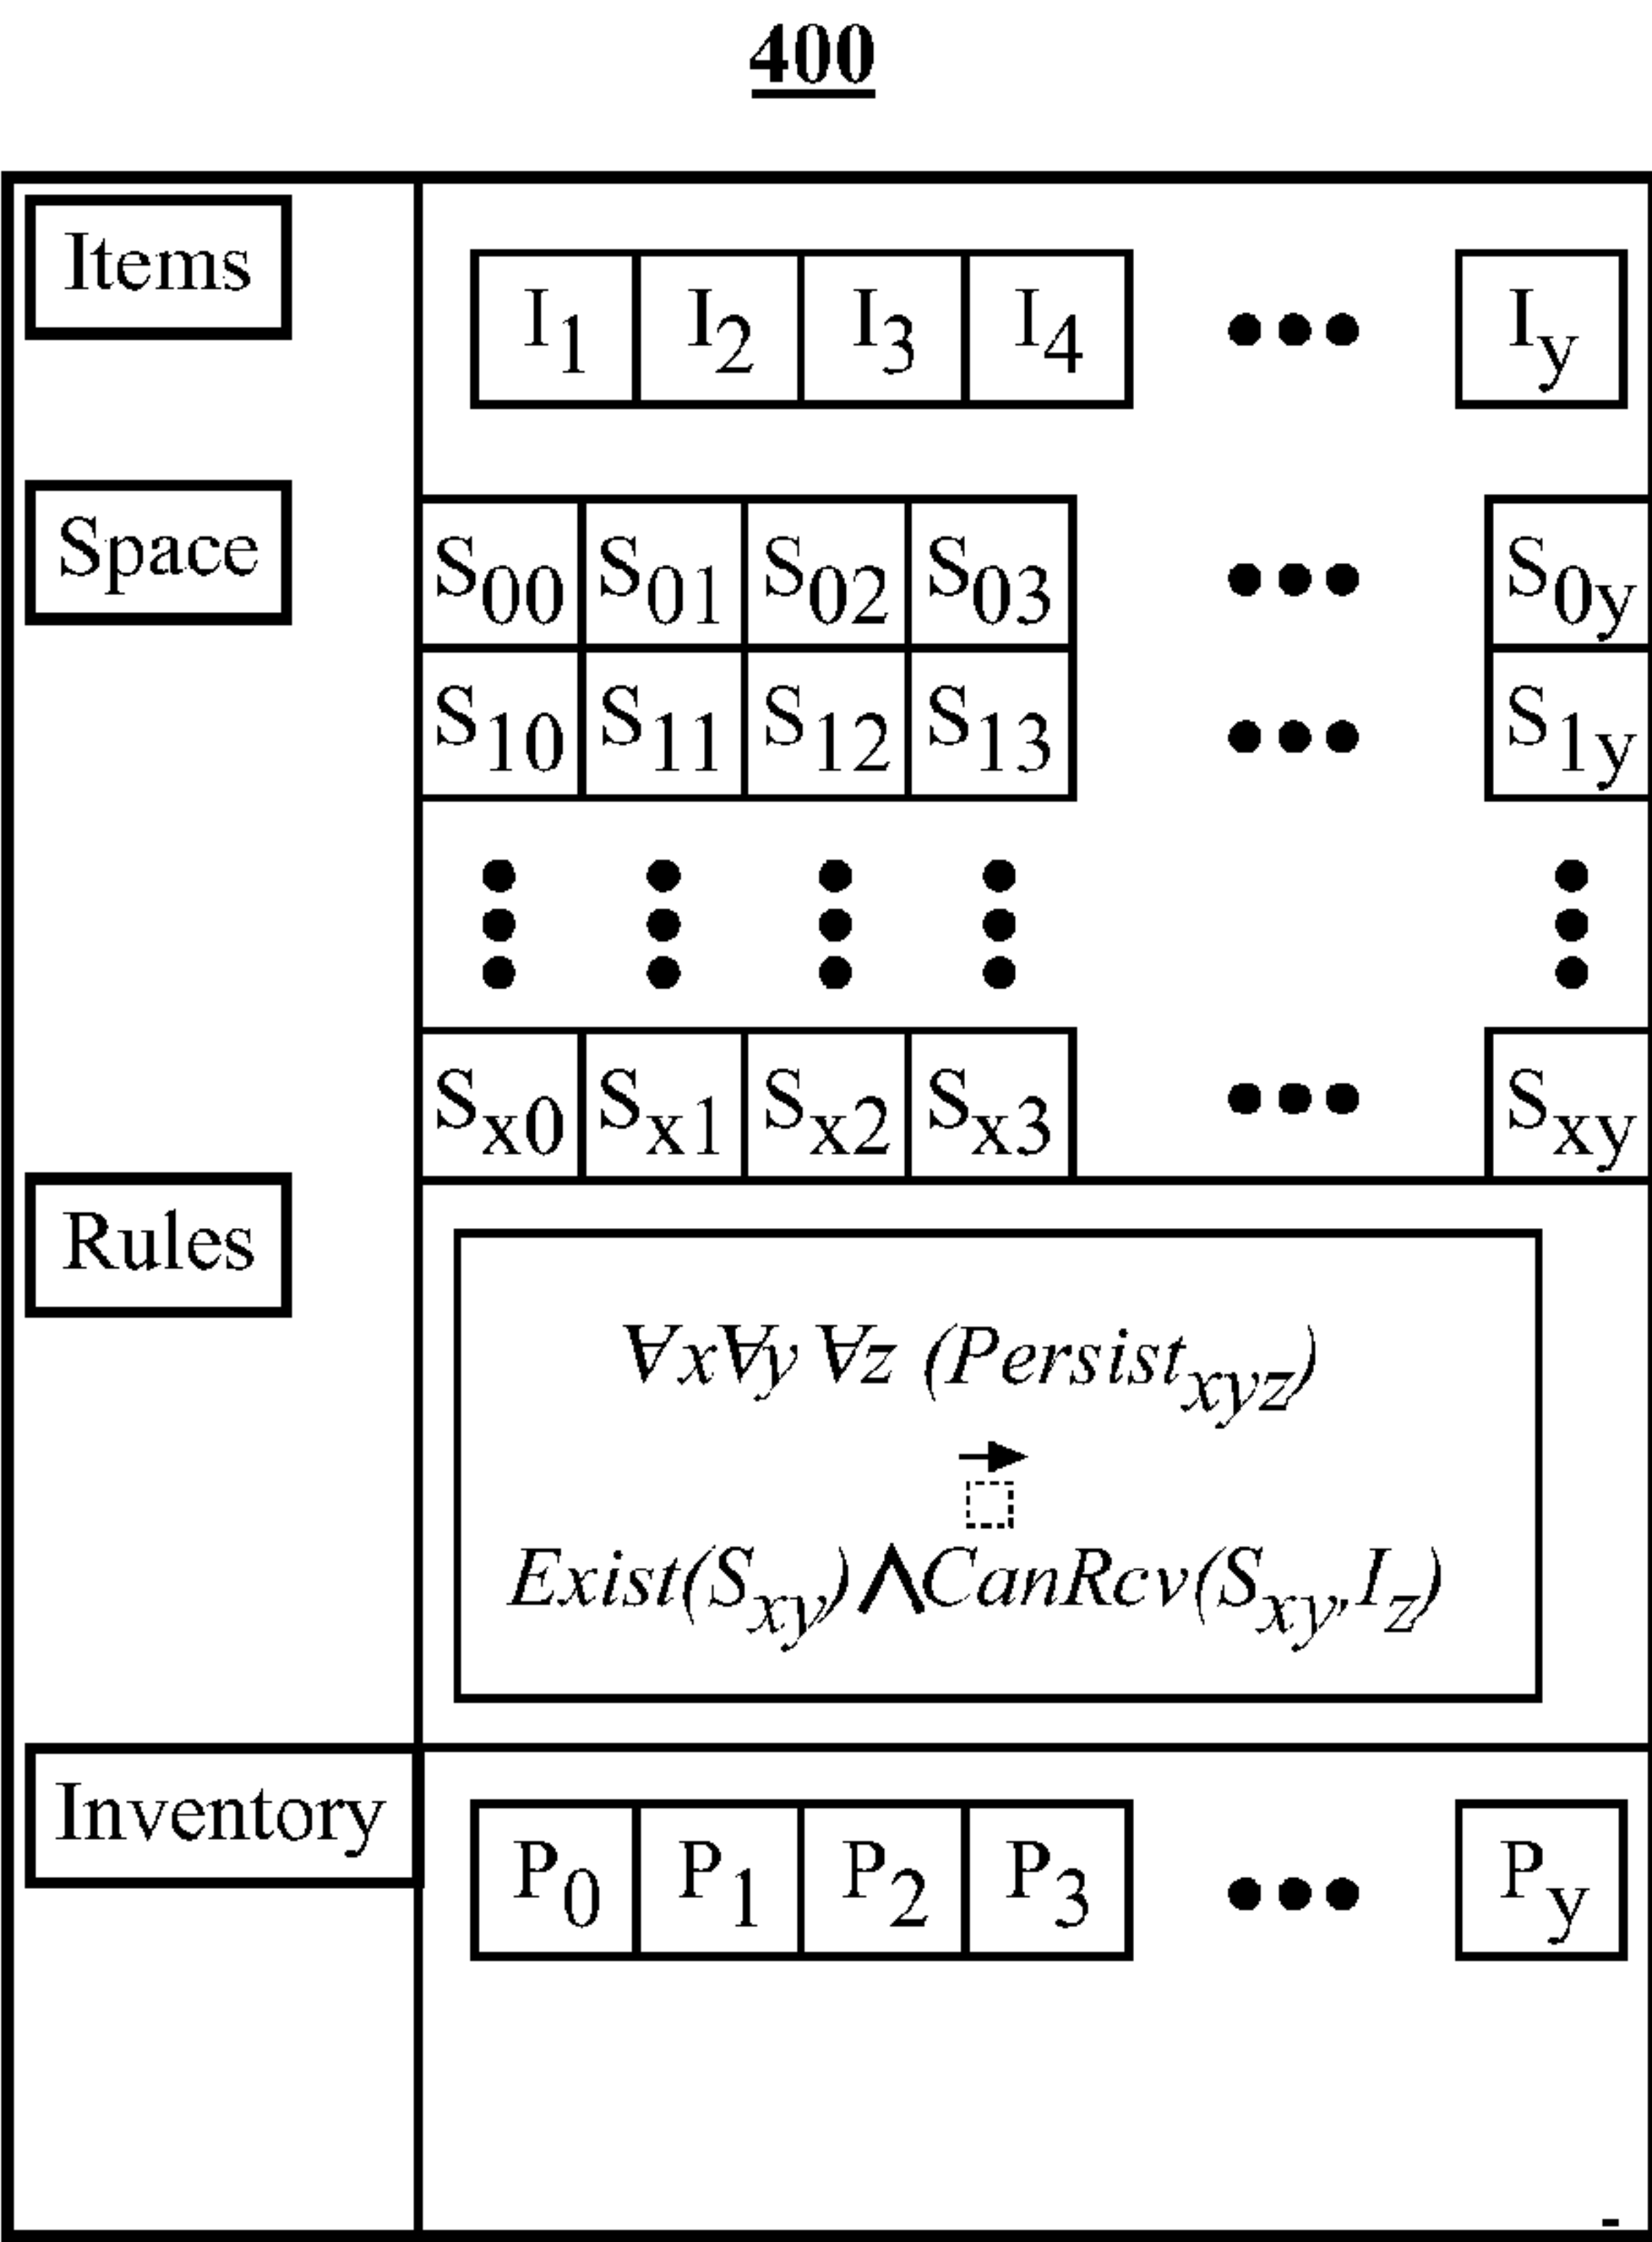 400
Items
I1 I2 I3 I4 ••• Iy
Space
S00 S01 S02 S03 ••• S0y
S10 S11 S12 S13 ••• S1y
Sx0 Sx1 Sx2 Sx3 ••• Sxy
Rules
∀x∀y ∀z (Persistxyz)
→
Exist(Sxy)∧CanRcv(Sxy,Iz)
Inventory
P0 P1 P2 P3 ••• Py